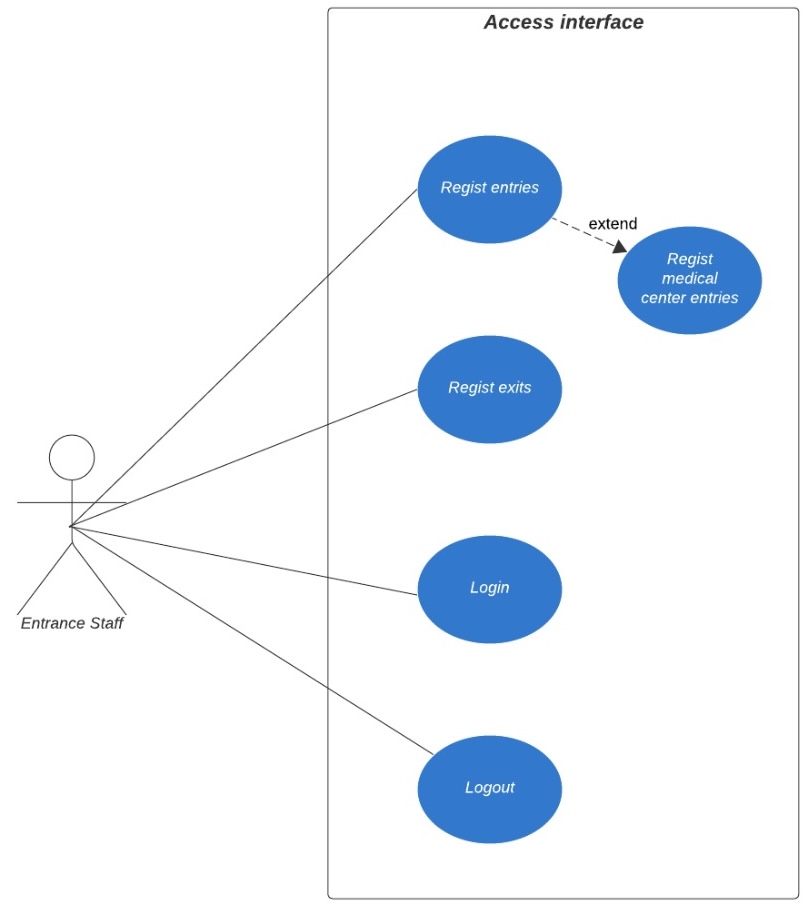 Access interface
Regist entries
extend
Regist
medical
center entries
Regist exits
Login
Entrance Staff
Logout